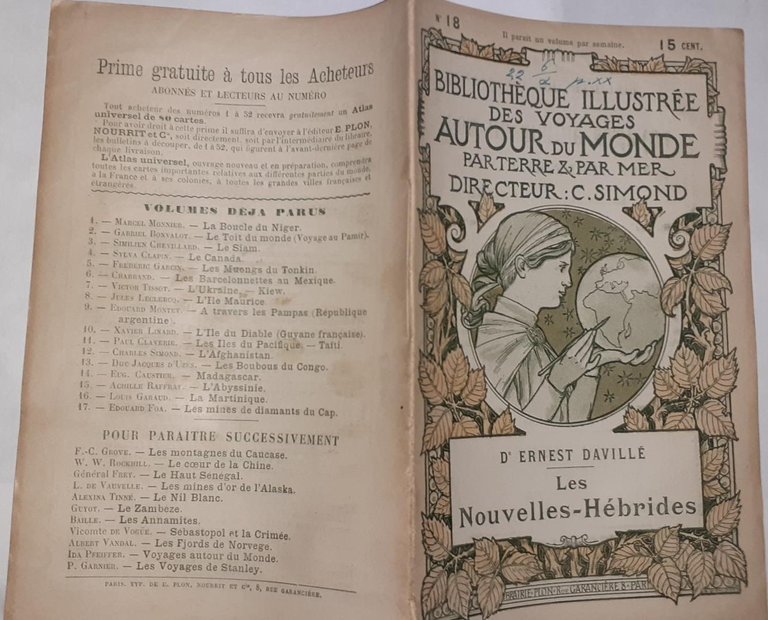 Prime gratuite à tous les Acheteurs
ABONNÉS ET LECTEURS AU NUMÉRO
Tout acheteur des numéros 1 à 52 recevra gratuitement un Atlas
universel de 80 cartes.
Pour avoir droit à cette prime il suffira d'envoyer à l'éditeur E. PLON,
NOURRIT et Cie, soit directement, soit par l'intermédiaire du libraire,
les bulletins à découper, de 1 à 52, qui figurent à l'avant-dernière page de
chaque livraison.
L'Atlas universel, ouvrage nouveau et en préparation, comprendra
toutes les cartes importantes relatives aux différentes parties du monde,
à la France et à ses colonies, à toutes les grandes villes françaises et
étrangères.
VOLUMES DÉJA PARUS
1. — MARCEL MONNIER. — La Boucle du Niger.
2. — GABRIEL BONVALOT. — Le Toit du monde (Voyage au Pamir).
3. — SIMILIEN CHEVILLARD. — Le Siam.
4. — SYLVA CLAPIN. — Le Canada.
5. — FRÉDÉRIC GARCIN. — Les Muongs du Tonkin.
6. — CHABRAND. — Les Barcelonnettes au Mexique.
7. — VICTOR TISSOT. — L'Ukraine. — Kiew.
8. — JULES LECLERCQ. — L'Ile Maurice.
9. — EDOUARD MONTET. — A travers les Pampas (République
argentine).
10. — XAVIER LINARD. — L'Ile du Diable (Guyane française).
11. — PAUL CLAVERIE. — Les Iles du Pacifique. — Taïti.
12. — CHARLES SIMOND. — L'Afghanistan.
13. — DUC JACQUES D'UZÈS. — Les Boubous du Congo.
14. — EUG. CAUSTIER. — Madagascar.
15. — ACHILLE RAFFRAY. — L'Abyssinie.
16. — LOUIS GARAUD. — La Martinique.
17. — EDOUARD FOA. — Les mines de diamants du Cap.
POUR PARAITRE SUCCESSIVEMENT
F.-C. GROVE. — Les montagnes du Caucase.
W. W. ROCKHILL. — Le cœur de la Chine.
Général FREY. — Le Haut Sénégal.
L. DE VAUVELLE. — Les mines d'or de l'Alaska.
ALEXINA TINNÉ. — Le Nil Blanc.
GUYOT. — Le Zambèze.
BAILLE. — Les Annamites.
Vicomte DE VOGÜÉ. — Sébastopol et la Crimée.
ALBERT VANDAL. — Les Fjords de Norvège.
IDA PFEIFFER. — Voyages autour du Monde.
P. GARNIER. — Les Voyages de Stanley.
PARIS. TYP. DE E. PLON, NOURRIT ET Cie, 8, RUE GARANCIÈRE.
N° 18
Il paraît un volume par semaine.
15 CENT.
BIBLIOTHÈQUE ILLUSTRÉE
DES VOYAGES
AUTOUR DU MONDE
PAR TERRE & PAR MER
DIRECTEUR : C. SIMOND
Dr ERNEST DAVILLÉ
Les
Nouvelles-Hébrides
LIBRAIRIE-PLON-RUE GARANCIÈRE 8-PARIS